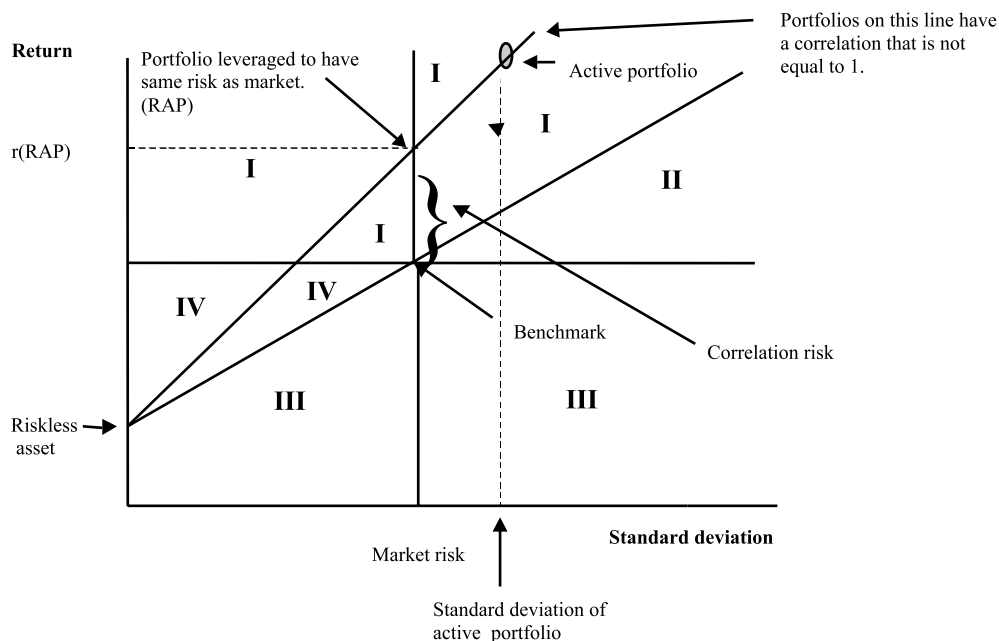 Portfolios on this line have
a correlation that is not
equal to 1.
Return
Portfolio leveraged to have
same risk as market.
(RAP)
I
Active portfolio
I
r(RAP)
I
II
I
IV
IV
Benchmark
Correlation risk
III
III
Riskless
asset
Standard deviation
Market risk
Standard deviation of
active portfolio